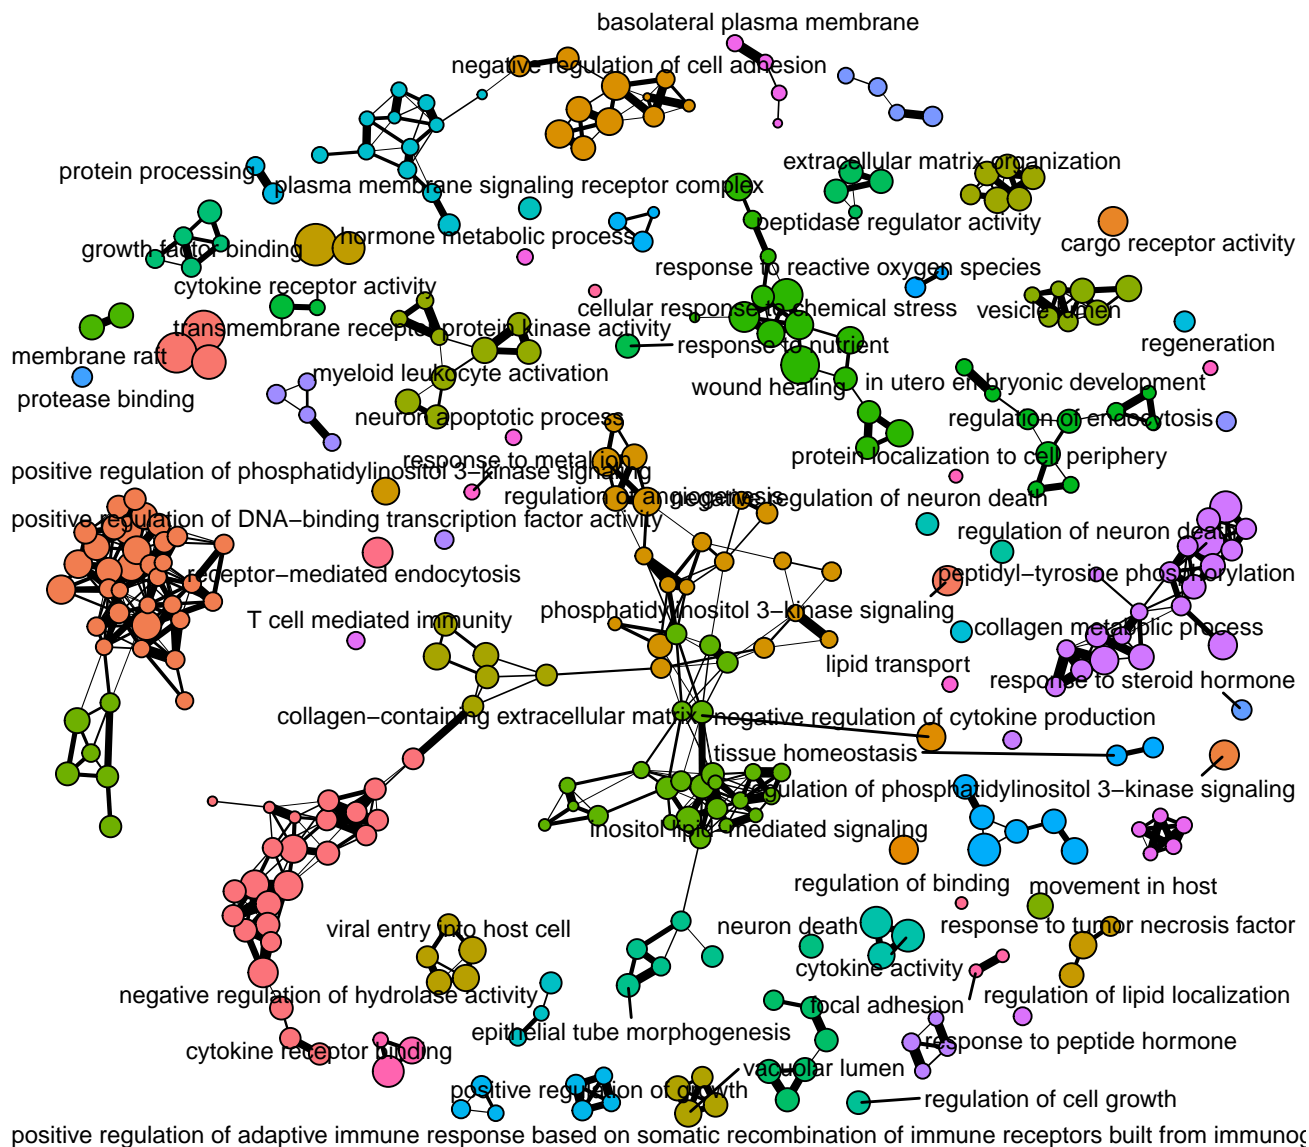 basolateral plasma membrane
negative regulation of cell adhesion
extracellular matrix organization
protein processing
plasma membrane signaling receptor complex
peptidase regulator activity
growth factor binding
hormone metabolic process
cargo receptor activity
response to reactive oxygen species
cytokine receptor activity
cellular response to chemical stress
vesicle lumen
transmembrane receptor protein kinase activity
response to nutrient
regeneration
membrane raft
myeloid leukocyte activation
wound healing
in utero embryonic development
protease binding
neuron apoptotic process
regulation of endocytosis
response to metal ion
protein localization to cell periphery
positive regulation of phosphatidylinositol 3−kinase signaling
regulation of angiogenesis
negative regulation of neuron death
positive regulation of DNA−binding transcription factor activity
regulation of neuron death
receptor−mediated endocytosis
peptidyl−tyrosine phosphorylation
phosphatidylinositol 3−kinase signaling
T cell mediated immunity
collagen metabolic process
lipid transport
response to steroid hormone
collagen−containing extracellular matrix
negative regulation of cytokine production
tissue homeostasis
regulation of phosphatidylinositol 3−kinase signaling
inositol lipid−mediated signaling
regulation of binding
movement in host
viral entry into host cell
neuron death
response to tumor necrosis factor
cytokine activity
negative regulation of hydrolase activity
focal adhesion
regulation of lipid localization
epithelial tube morphogenesis
response to peptide hormone
cytokine receptor binding
vacuolar lumen
positive regulation of growth
regulation of cell growth
positive regulation of adaptive immune response based on somatic recombination of immune receptors built from